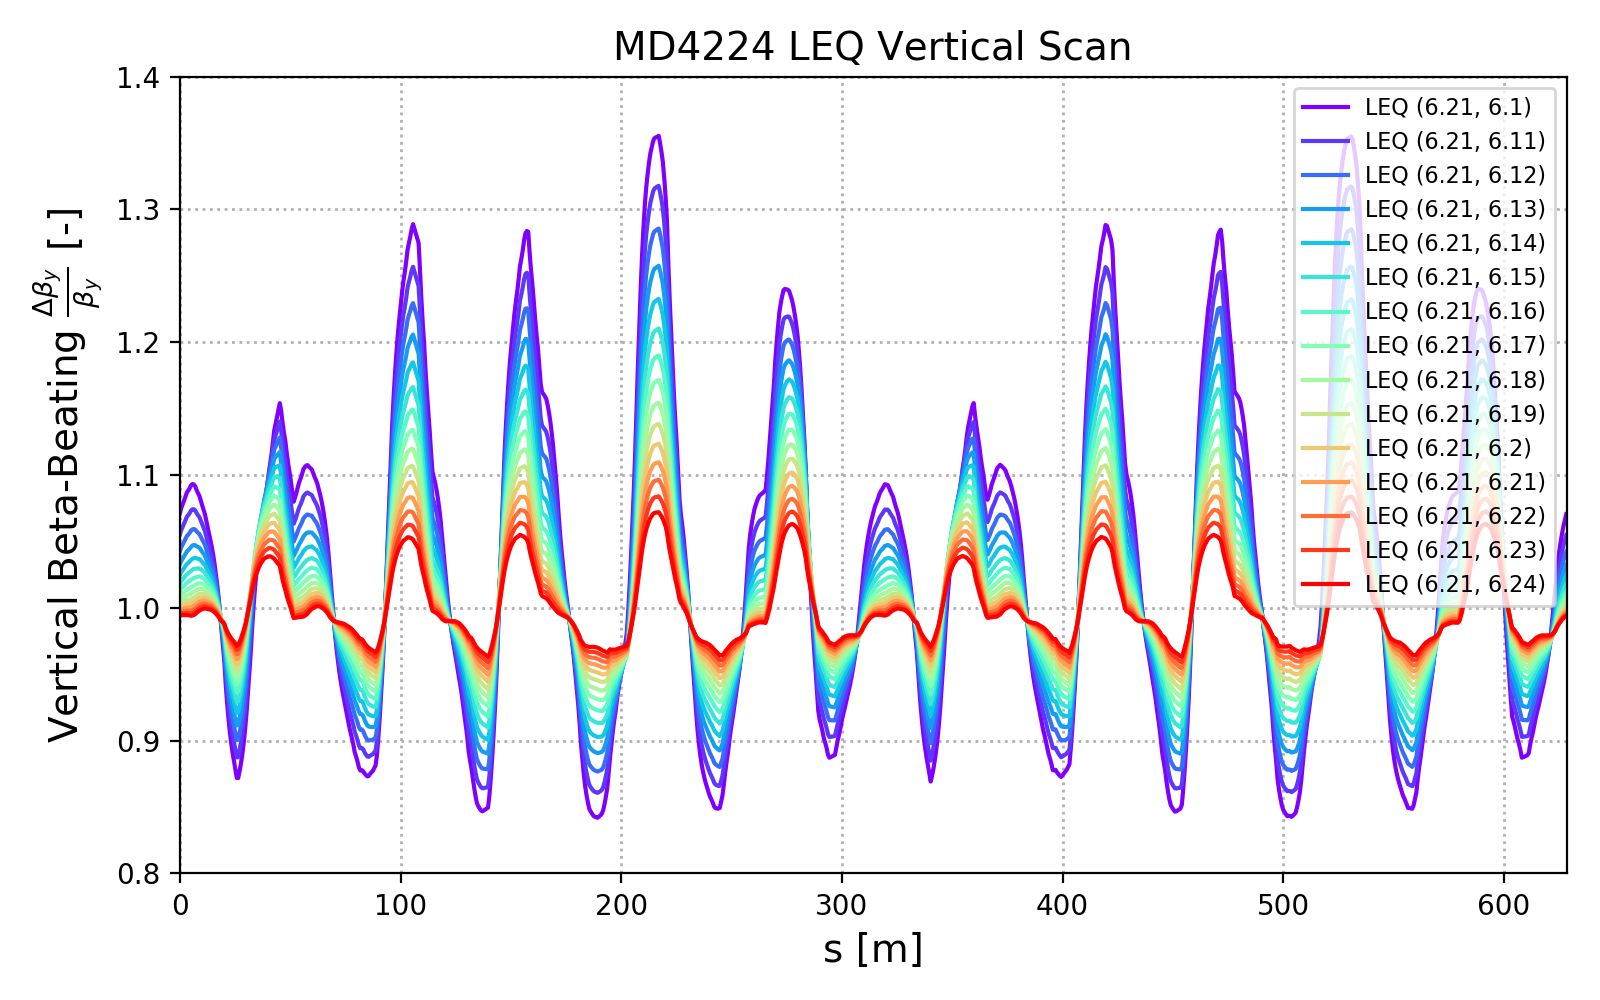 MD4224 LEQ Vertical Scan
Vertical Beta-Beating Δβy/βy [-]
1.4
1.3
1.2
1.1
1.0
0.9
0.8
LEQ (6.21, 6.1)
LEQ (6.21, 6.11)
LEQ (6.21, 6.12)
LEQ (6.21, 6.13)
LEQ (6.21, 6.14)
LEQ (6.21, 6.15)
LEQ (6.21, 6.16)
LEQ (6.21, 6.17)
LEQ (6.21, 6.18)
LEQ (6.21, 6.19)
LEQ (6.21, 6.2)
LEQ (6.21, 6.21)
LEQ (6.21, 6.22)
LEQ (6.21, 6.23)
LEQ (6.21, 6.24)
0 100 200 300 400 500 600
s [m]